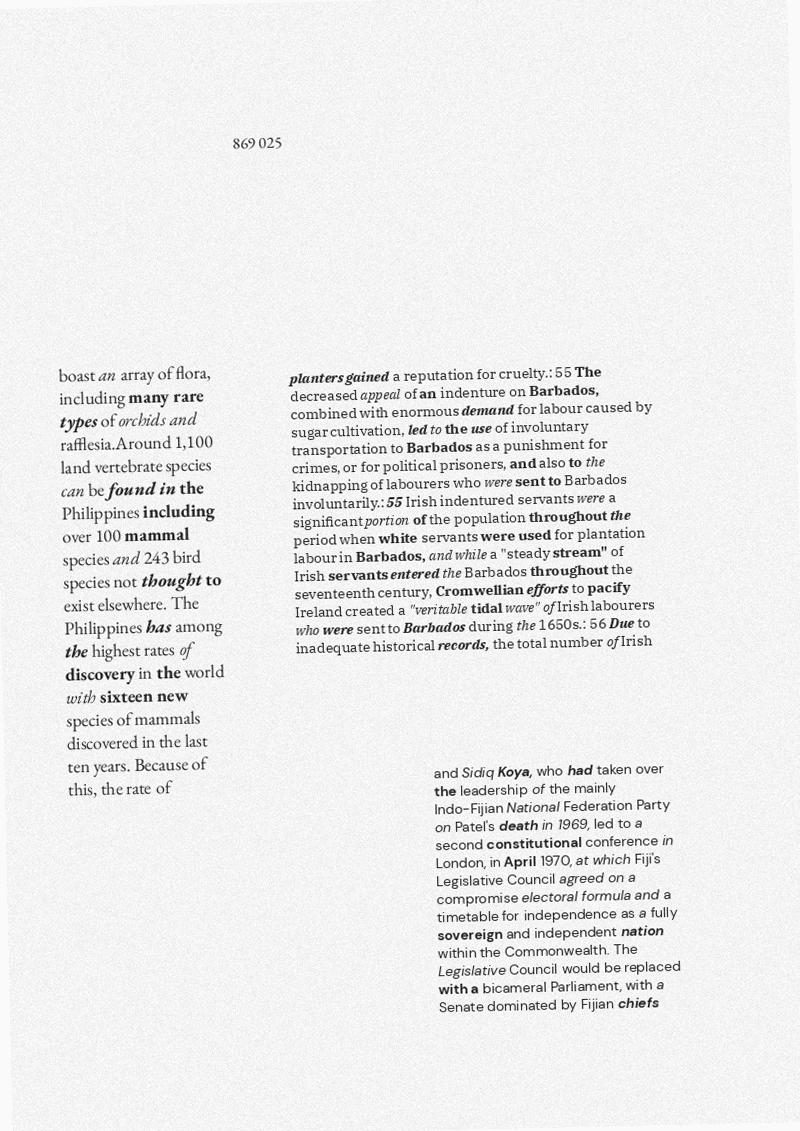 869 025
boast an array of flora,
including many rare
types of orchids and
rafflesia.Around 1,100
land vertebrate species
can be found in the
Philippines including
over 100 mammal
species and 243 bird
species not thought to
exist elsewhere. The
Philippines has among
the highest rates of
discovery in the world
with sixteen new
species of mammals
discovered in the last
ten years. Because of
this, the rate of
planters gained a reputation for cruelty.: 55 The
decreased appeal of an indenture on Barbados,
combined with enormous demand for labour caused by
sugar cultivation, led to the use of involuntary
transportation to Barbados as a punishment for
crimes, or for political prisoners, and also to the
kidnapping of labourers who were sent to Barbados
involuntarily.: 55 Irish indentured servants were a
significant portion of the population throughout the
period when white servants were used for plantation
labour in Barbados, and while a "steady stream" of
Irish servants entered the Barbados throughout the
seventeenth century, Cromwellian efforts to pacify
Ireland created a "veritable tidal wave" of Irish labourers
who were sent to Barbados during the 1650s.: 56 Due to
inadequate historical records, the total number of Irish
and Sidiq Koya, who had taken over
the leadership of the mainly
Indo-Fijian National Federation Party
on Patel's death in 1969, led to a
second constitutional conference in
London, in April 1970, at which Fiji's
Legislative Council agreed on a
compromise electoral formula and a
timetable for independence as a fully
sovereign and independent nation
within the Commonwealth. The
Legislative Council would be replaced
with a bicameral Parliament, with a
Senate dominated by Fijian chiefs